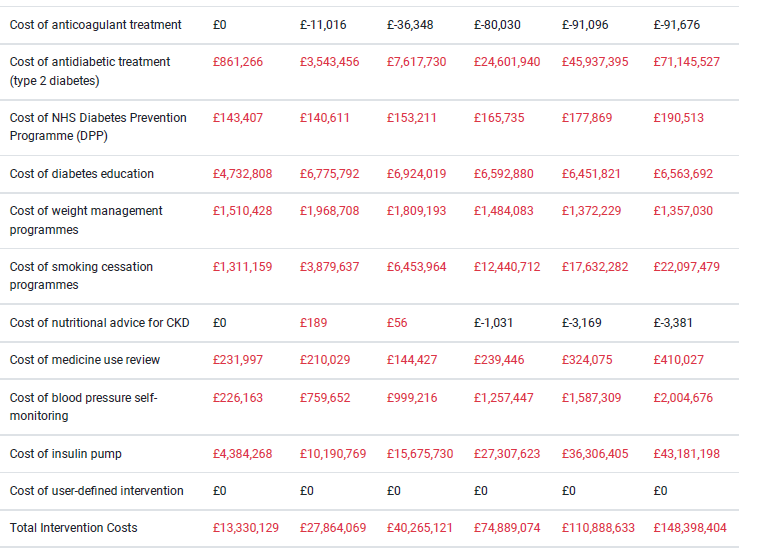 Cost of anticoagulant treatment £0 £-11,016 £-36,348 £-80,030 £-91,096 £-91,676
Cost of antidiabetic treatment £861,266 £3,543,456 £7,617,730 £24,601,940 £45,937,395 £71,145,527
(type 2 diabetes)
Cost of NHS Diabetes Prevention £143,407 £140,611 £153,211 £165,735 £177,869 £190,513
Programme (DPP)
Cost of diabetes education £4,732,808 £6,775,792 £6,924,019 £6,592,880 £6,451,821 £6,563,692
Cost of weight management £1,510,428 £1,968,708 £1,809,193 £1,484,083 £1,372,229 £1,357,030
programmes
Cost of smoking cessation £1,311,159 £3,879,637 £6,453,964 £12,440,712 £17,632,282 £22,097,479
programmes
Cost of nutritional advice for CKD £0 £189 £56 £-1,031 £-3,169 £-3,381
Cost of medicine use review £231,997 £210,029 £144,427 £239,446 £324,075 £410,027
Cost of blood pressure self- £226,163 £759,652 £999,216 £1,257,447 £1,587,309 £2,004,676
monitoring
Cost of insulin pump £4,384,268 £10,190,769 £15,675,730 £27,307,623 £36,306,405 £43,181,198
Cost of user-defined intervention £0 £0 £0 £0 £0 £0
Total Intervention Costs £13,330,129 £27,864,069 £40,265,121 £74,889,074 £110,888,633 £148,398,404